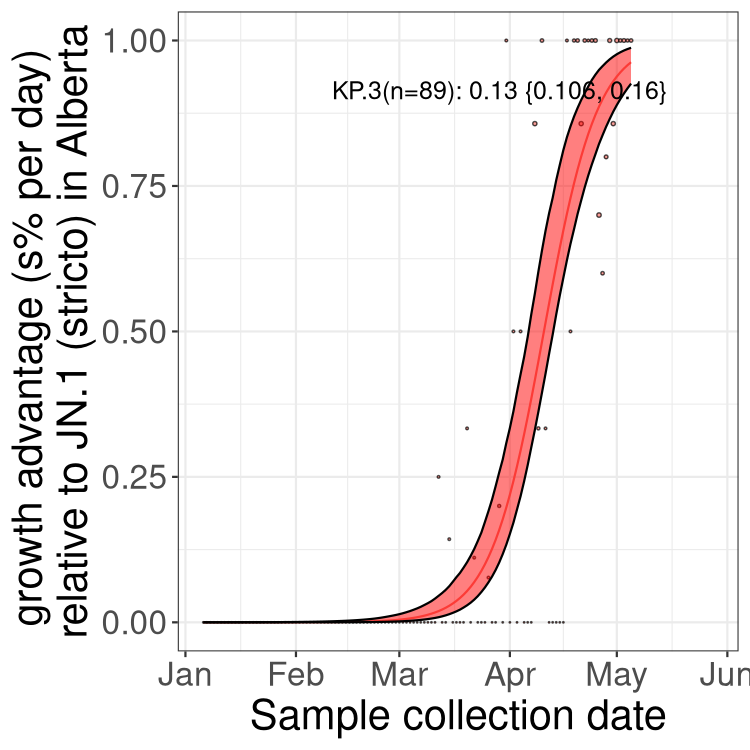 growth advantage (s% per day)
relative to JN.1 (stricto) in Alberta
1.00
0.75
0.50
0.25
0.00
KP.3(n=89): 0.13 {0.106, 0.16}
Jan Feb Mar Apr May Jun
Sample collection date